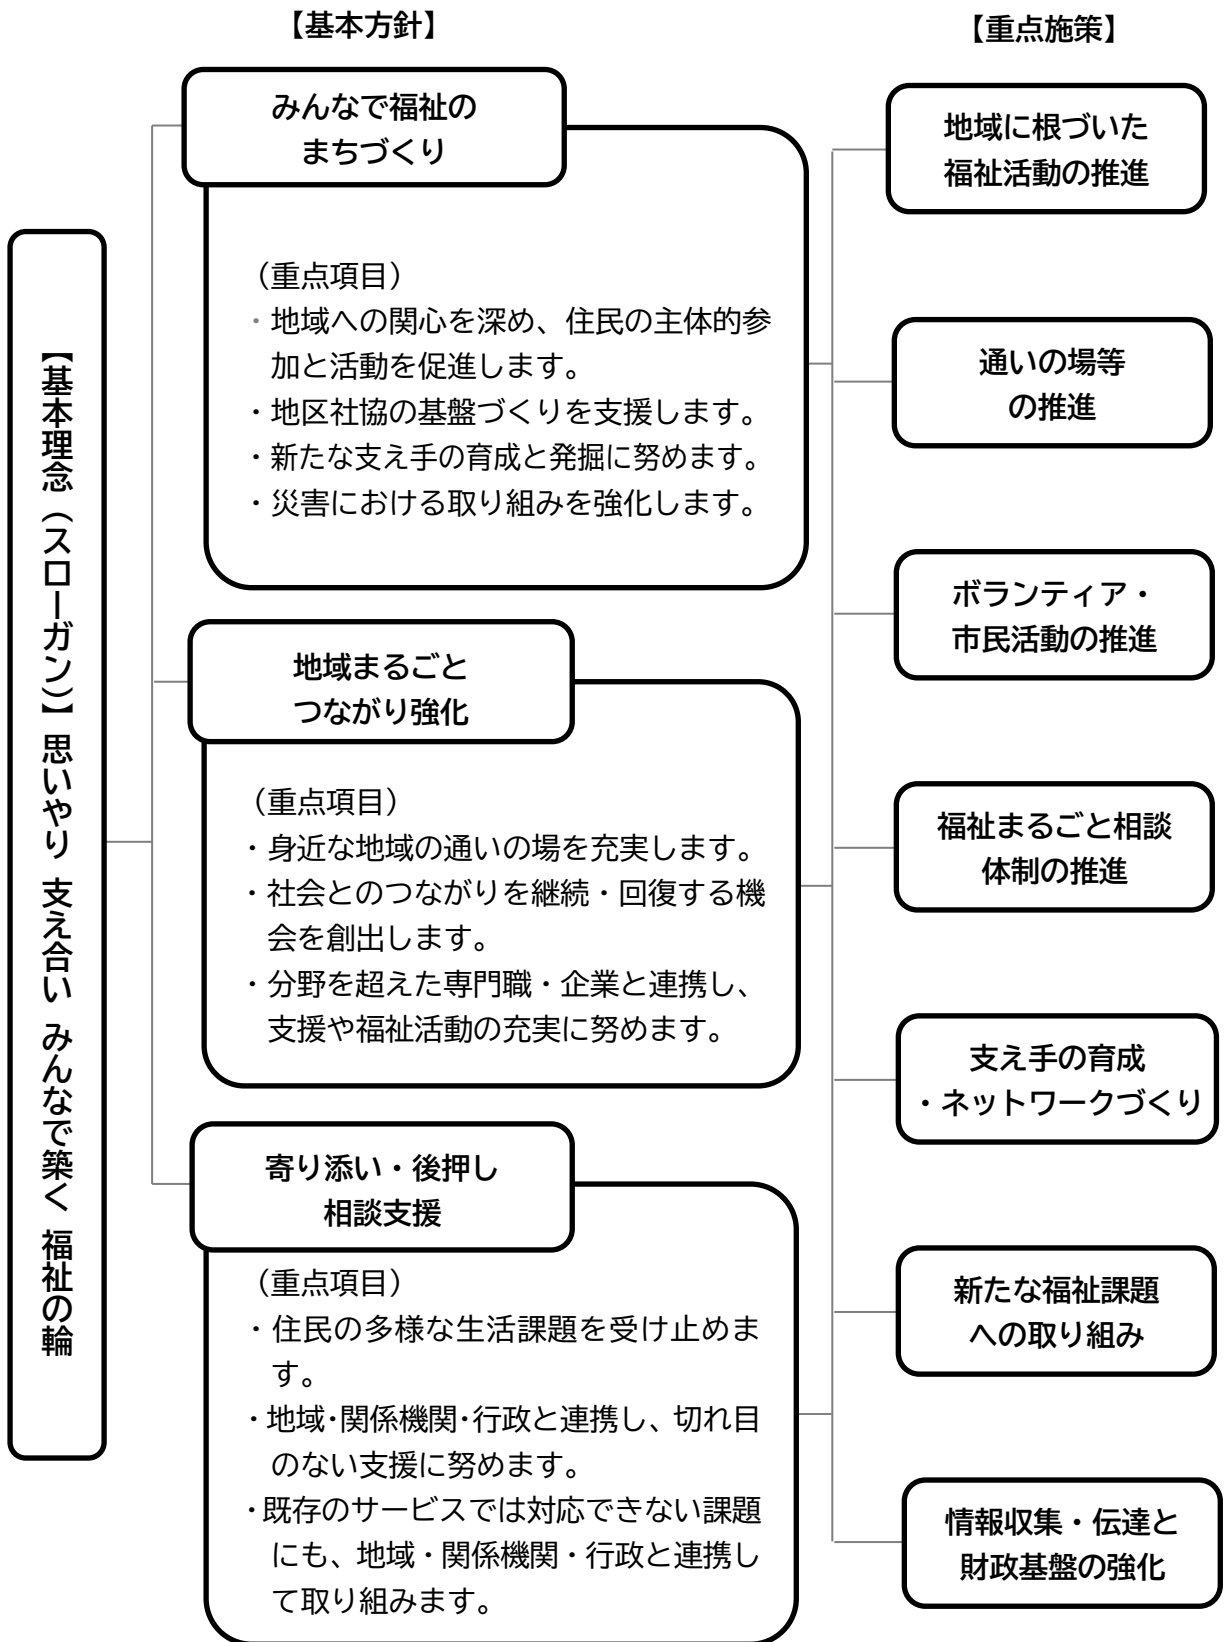 【基本方針】
【重点施策】
【基本理念（スローガン）】 思いやり 支え合い みんなで築く 福祉の輪
みんなで福祉の
まちづくり
（重点項目）
・地域への関心を深め、住民の主体的参
加と活動を促進します。
・地区社協の基盤づくりを支援します。
・新たな支え手の育成と発掘に努めます。
・災害における取り組みを強化します。
地域まるごと
つながり強化
（重点項目）
・身近な地域の通いの場を充実します。
・社会とのつながりを継続・回復する機
会を創出します。
・分野を超えた専門職・企業と連携し、
支援や福祉活動の充実に努めます。
寄り添い・後押し
相談支援
（重点項目）
・住民の多様な生活課題を受け止めま
す。
・地域・関係機関・行政と連携し、切れ目
のない支援に努めます。
・既存のサービスでは対応できない課題
にも、地域・関係機関・行政と連携し
て取り組みます。
地域に根づいた
福祉活動の推進
通いの場等
の推進
ボランティア・
市民活動の推進
福祉まるごと相談
体制の推進
支え手の育成
・ネットワークづくり
新たな福祉課題
への取り組み
情報収集・伝達と
財政基盤の強化